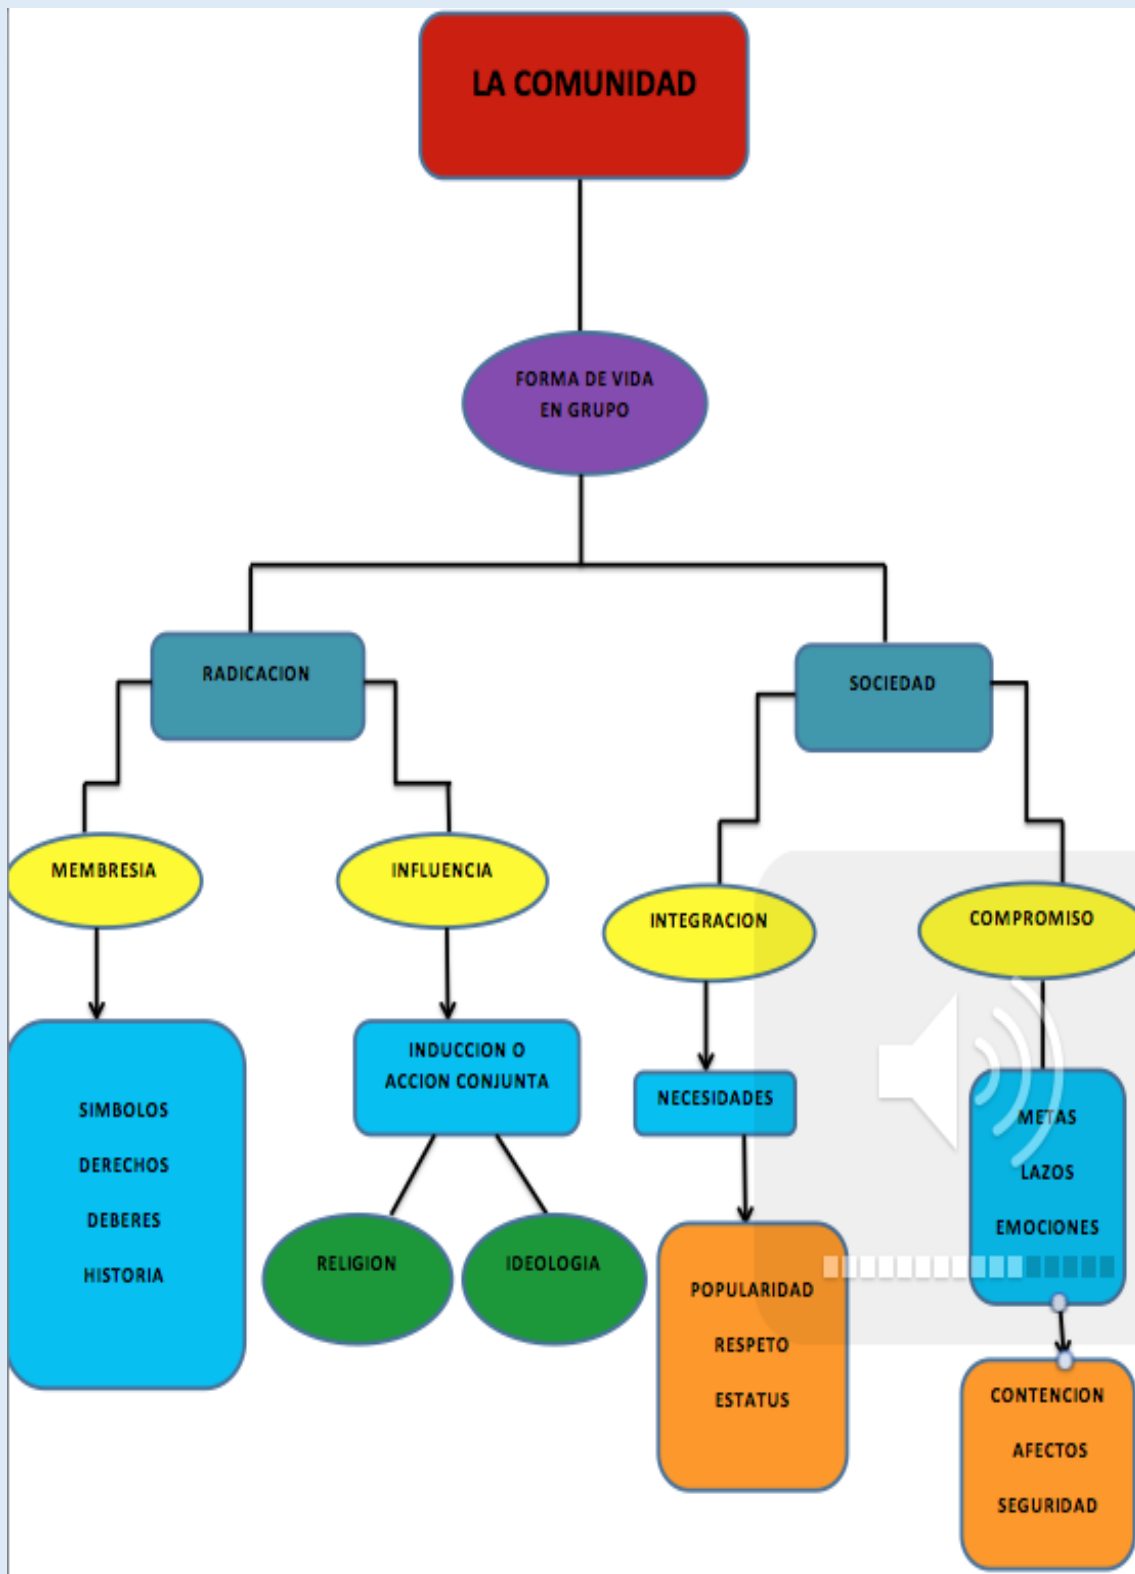 LA COMUNIDAD
FORMA DE VIDA
EN GRUPO
RADICACION
SOCIEDAD
MEMBRESIA
INFLUENCIA
INTEGRACION
COMPROMISO
INDUCCION O
ACCION CONJUNTA
NECESIDADES
SIMBOLOS
DERECHOS
DEBERES
HISTORIA
METAS
LAZOS
EMOCIONES
RELIGION
IDEOLOGIA
POPULARIDAD
RESPETO
ESTATUS
CONTENCION
AFECTOS
SEGURIDAD